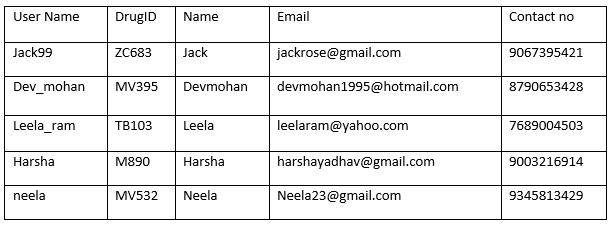 User Name DrugID Name Email Contact no
Jack99 ZC683 Jack jackrose@gmail.com 9067395421
Dev_mohan MV395 Devmohan devmohan1995@hotmail.com 8790653428
Leela_ram TB103 Leela leelaram@yahoo.com 7689004503
Harsha M890 Harsha harshayadhav@gmail.com 9003216914
neela MV532 Neela Neela23@gmail.com 9345813429